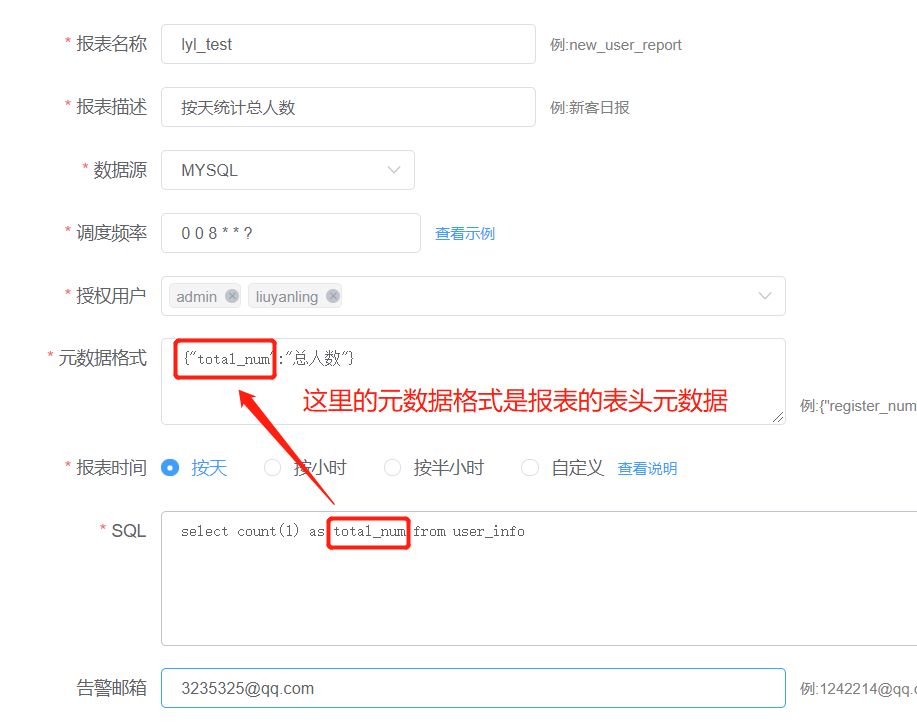 * 报表名称 lyl_test 例:new_user_report
* 报表描述 按天统计总人数 例:新客日报
* 数据源 MYSQL
* 调度频率 0 0 8 * * ? 查看示例
* 授权用户 admin liuyanling
* 元数据格式 {"total_num":"总人数"}
这里的元数据格式是报表的表头元数据
例:{"register_num
* 报表时间 按天 按小时 按半小时 自定义 查看说明
* SQL select count(1) as total_num from user_info
告警邮箱 3235325@qq.com 例:1242214@qq.c